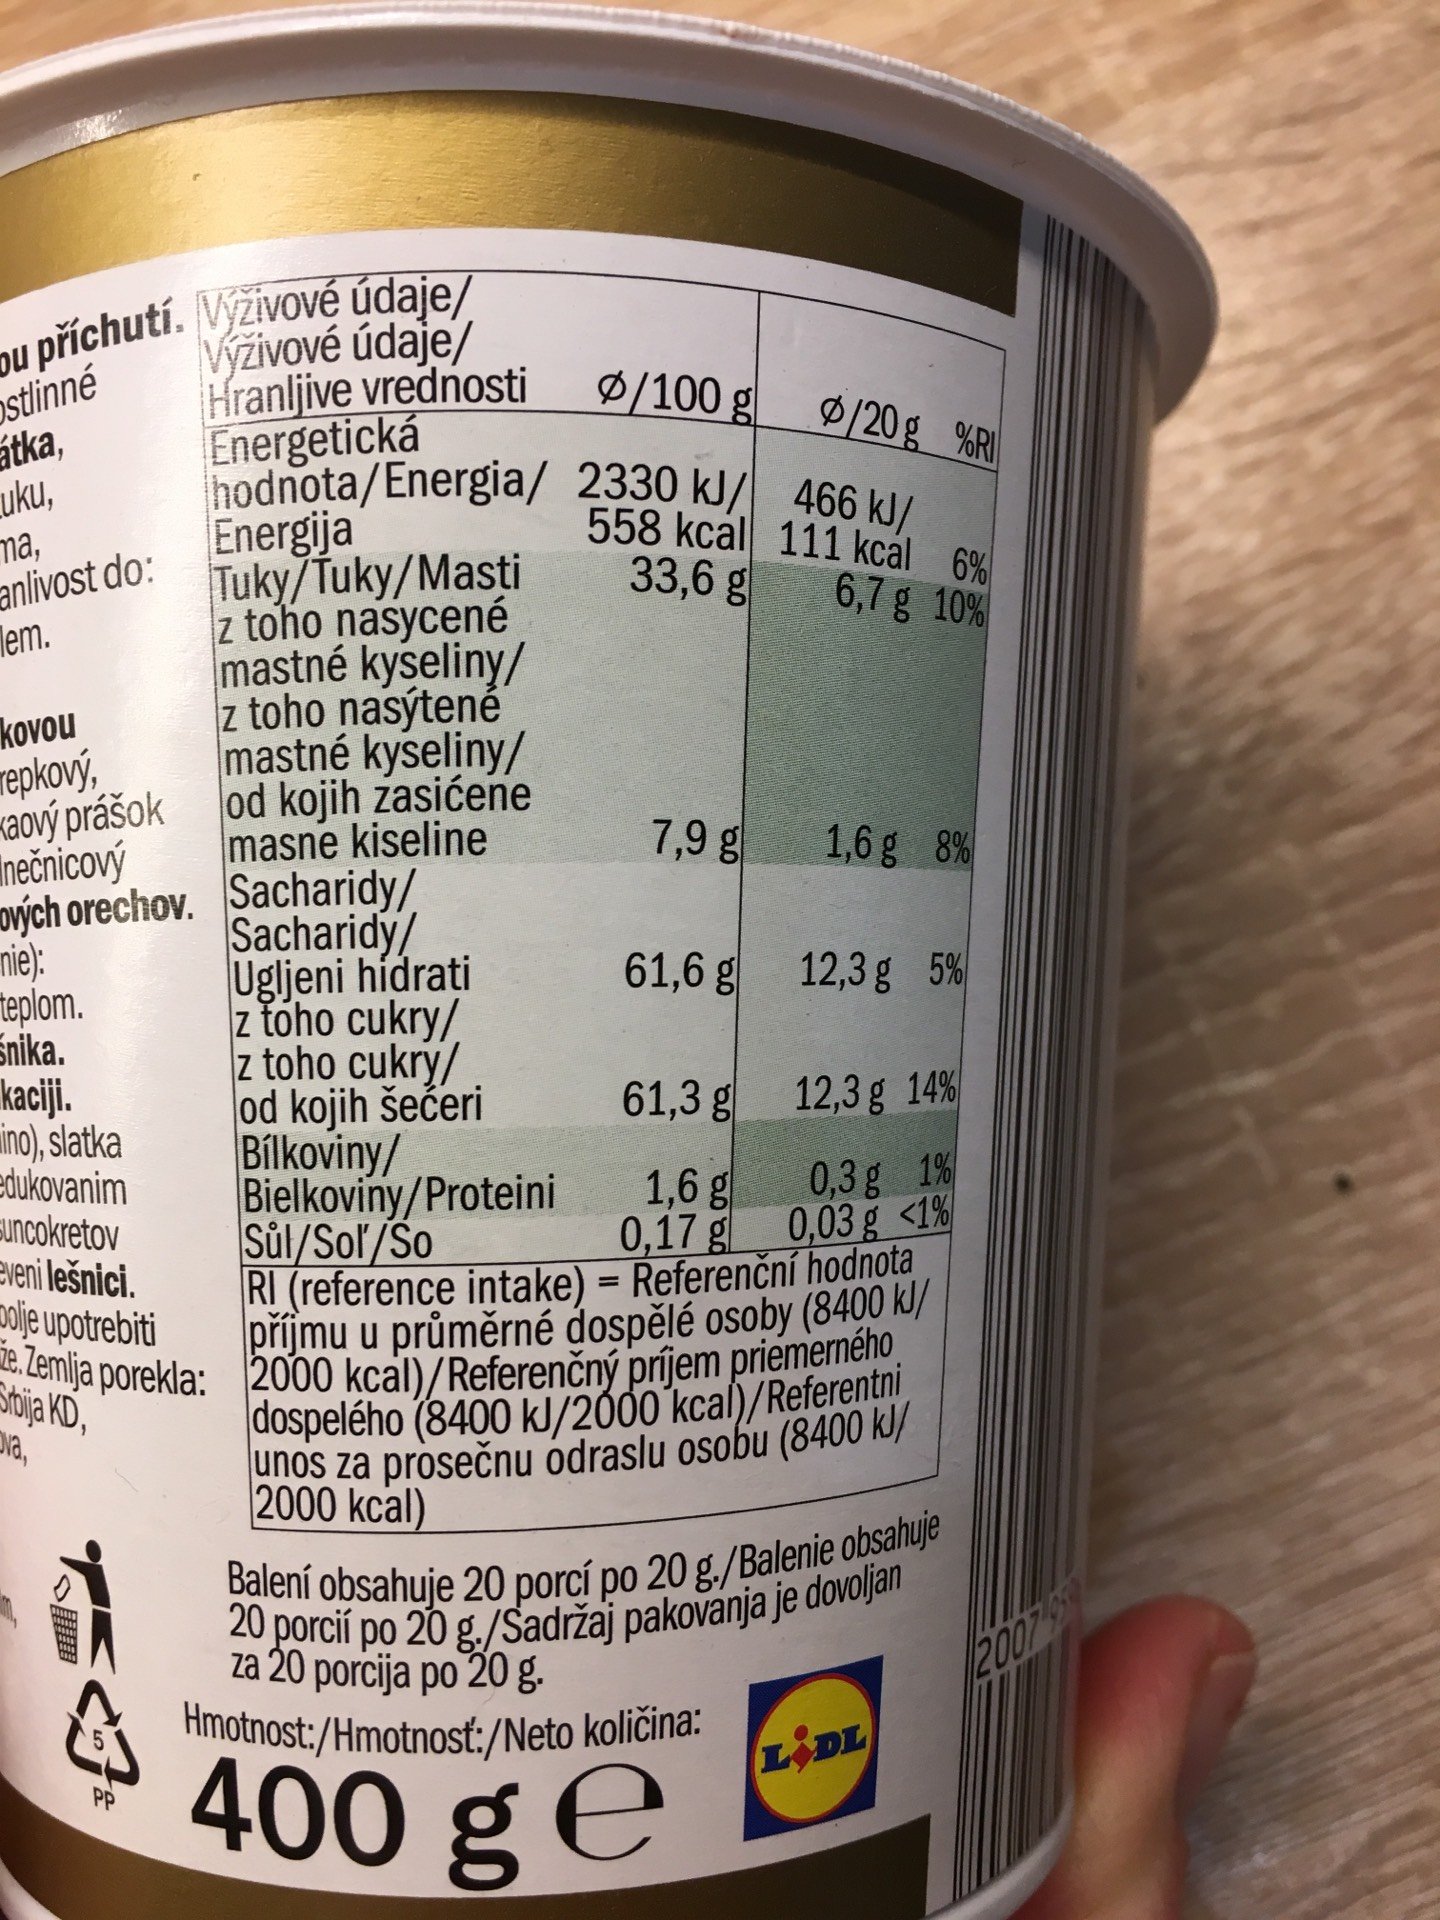 ou příchutí.
ostlinné
átka,
uku,
ma,
anlivost do:
lem.
kovou
repkový,
kaový prášok
lnečnicový
ových orechov.
nie):
teplom.
šnika.
kaciji.
ino), slatka
edukovanim
suncokretov
eveni lešnici.
bolje upotrebiti
že. Zemlja porekla:
Srbija KD,
ova,
Výživové údaje/
Výživové údaje/
Hranljive vrednosti Ø/100 g Ø/20 g %RI
Energetická
hodnota/Energia/ 2330 kJ/ 466 kJ/
Energija 558 kcal 111 kcal 6%
Tuky/Tuky/Masti 33,6 g 6,7 g 10%
z toho nasycené
mastné kyseliny/
z toho nasýtené
mastné kyseliny/
od kojih zasićene
masne kiseline 7,9 g 1,6 g 8%
Sacharidy/
Sacharidy/
Ugljeni hidrati 61,6 g 12,3 g 5%
z toho cukry/
z toho cukry/
od kojih šećeri 61,3 g 12,3 g 14%
Bílkoviny/
Bielkoviny/Proteini 1,6 g 0,3 g 1%
Sůl/Soľ/So 0,17 g 0,03 g <1%
RI (reference intake) = Referenční hodnota
příjmu u průměrné dospělé osoby (8400 kJ/
2000 kcal)/Referenčný príjem priemerného
dospelého (8400 kJ/2000 kcal)/Referentni
unos za prosečnu odraslu osobu (8400 kJ/
2000 kcal)
Balení obsahuje 20 porcí po 20 g./Balenie obsahuje
20 porcií po 20 g./Sadržaj pakovanja je dovoljan
za 20 porcija po 20 g.
Hmotnost:/Hmotnosť:/Neto količina:
400 g e
LIDL
5
PP